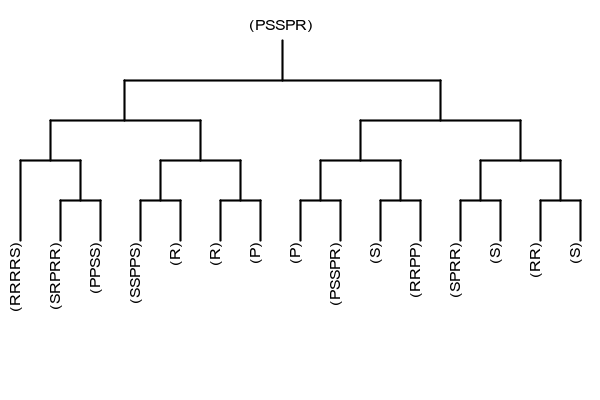 (PSSPR)
(RRRRS)
(SRPRR)
(PPSS)
(SSPPS)
(R)
(R)
(P)
(P)
(PSSPR)
(S)
(RRPP)
(SPRR)
(S)
(RR)
(S)